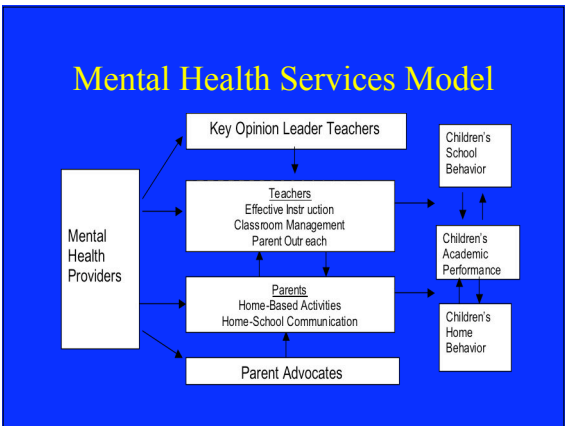 Mental Health Services Model
Key Opinion Leader Teachers
Mental
Health
Providers
Teachers
Effective Instruction
Classroom Management
Parent Outreach
Parents
Home-Based Activities
Home-School Communication
Parent Advocates
Children's
School
Behavior
Children's
Academic
Performance
Children's
Home
Behavior